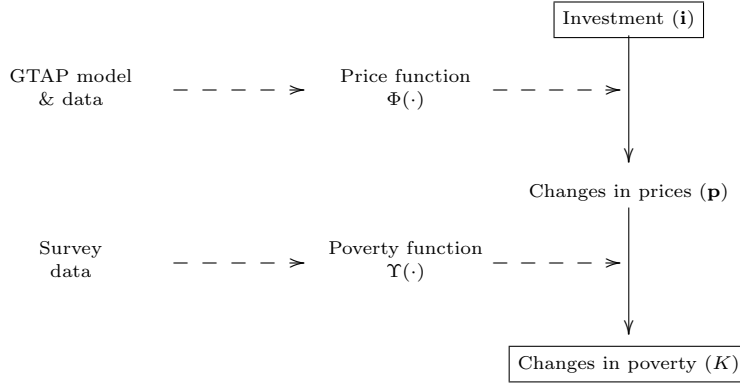 Investment (i)
GTAP model
& data
Price function
Φ(·)
Changes in prices (p)
Survey
data
Poverty function
ϒ(·)
Changes in poverty (K)